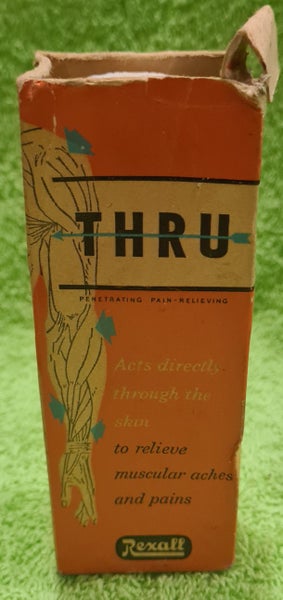 THRU
PENETRATING PAIN-RELIEVING
Acts directly
through the
skin
to relieve
muscular aches
and pains
Rexall